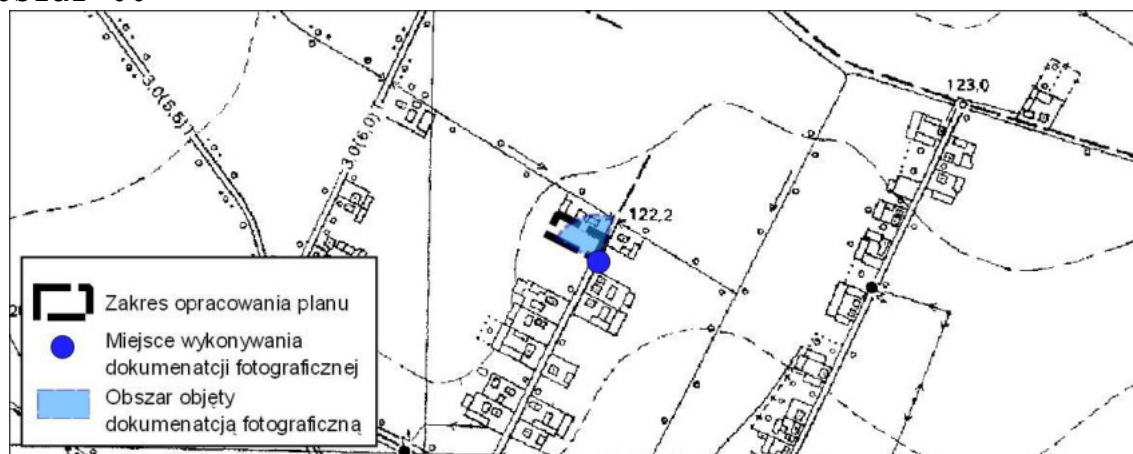 3.0(5,5)
3.0(6.0)
123,0
122,2
Zakres opracowania planu
Miejsce wykonywania
dokumenatcji fotograficznej
Obszar objęty
dokumenatcją fotograficzną